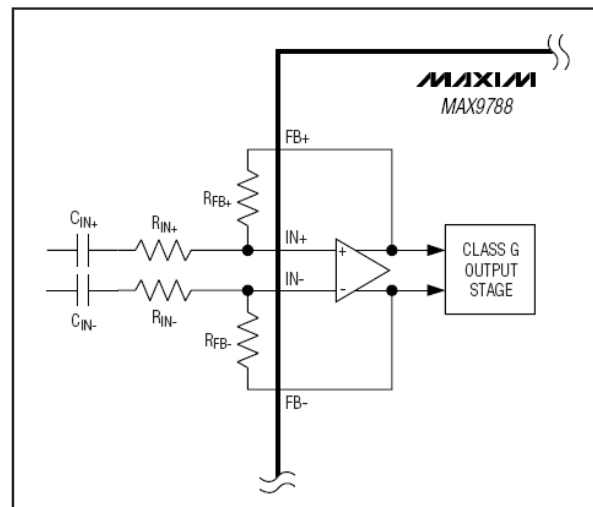 MAXIM
MAX9788
FB+
RFB+
CIN+
RIN+
IN+
+
CLASS G
OUTPUT
STAGE
IN-
-
CIN-
RIN-
RFB-
FB-